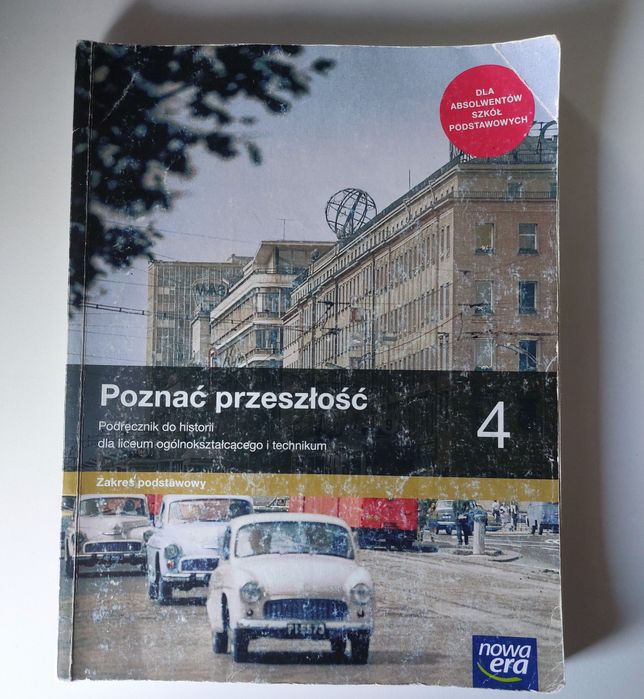 DLA
ABSOLWENTÓW
SZKÓŁ
PODSTAWOWYCH
Poznać przeszłość
Podręcznik do historii
dla liceum ogólnokształcącego i technikum
4
Zakres podstawowy
nowa
era